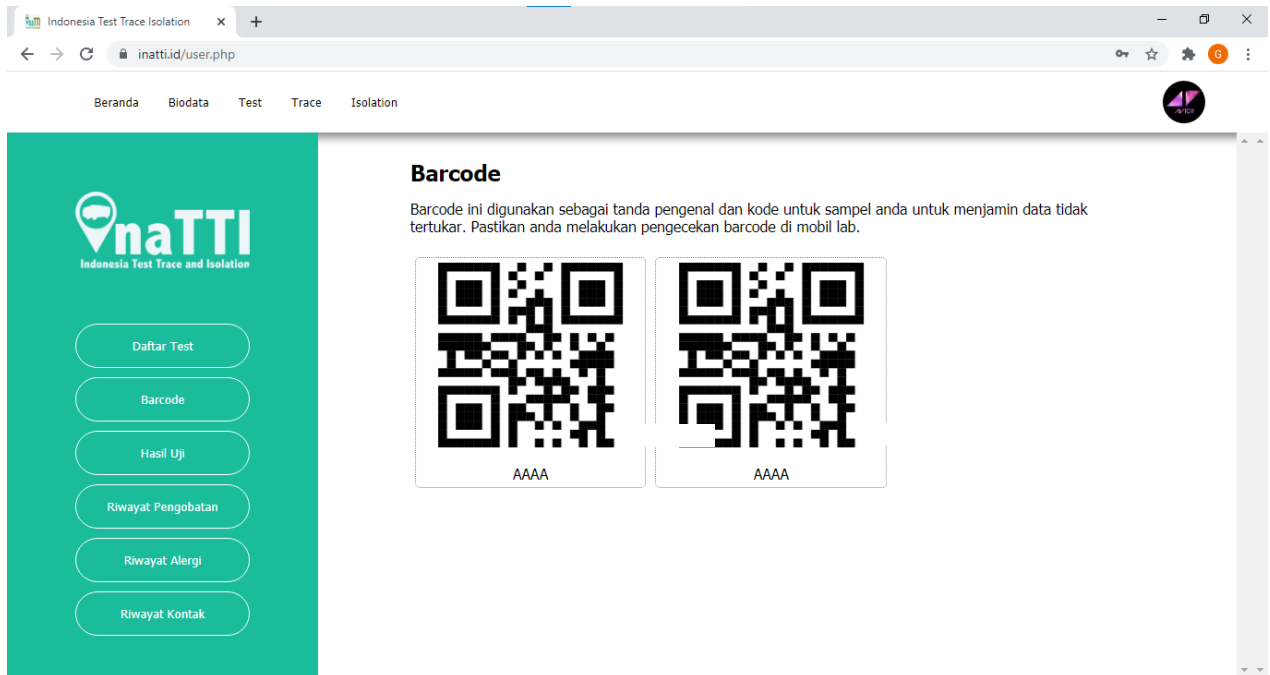 Indonesia Test Trace Isolation
inatti.id/user.php
G
Beranda Biodata Test Trace Isolation
AVICII
inaTTI
Indonesia Test Trace and Isolation
Daftar Test
Barcode
Hasil Uji
Riwayat Pengobatan
Riwayat Alergi
Riwayat Kontak
Barcode
Barcode ini digunakan sebagai tanda pengenal dan kode untuk sampel anda untuk menjamin data tidak
tertukar. Pastikan anda melakukan pengecekan barcode di mobil lab.
AAAA AAAA